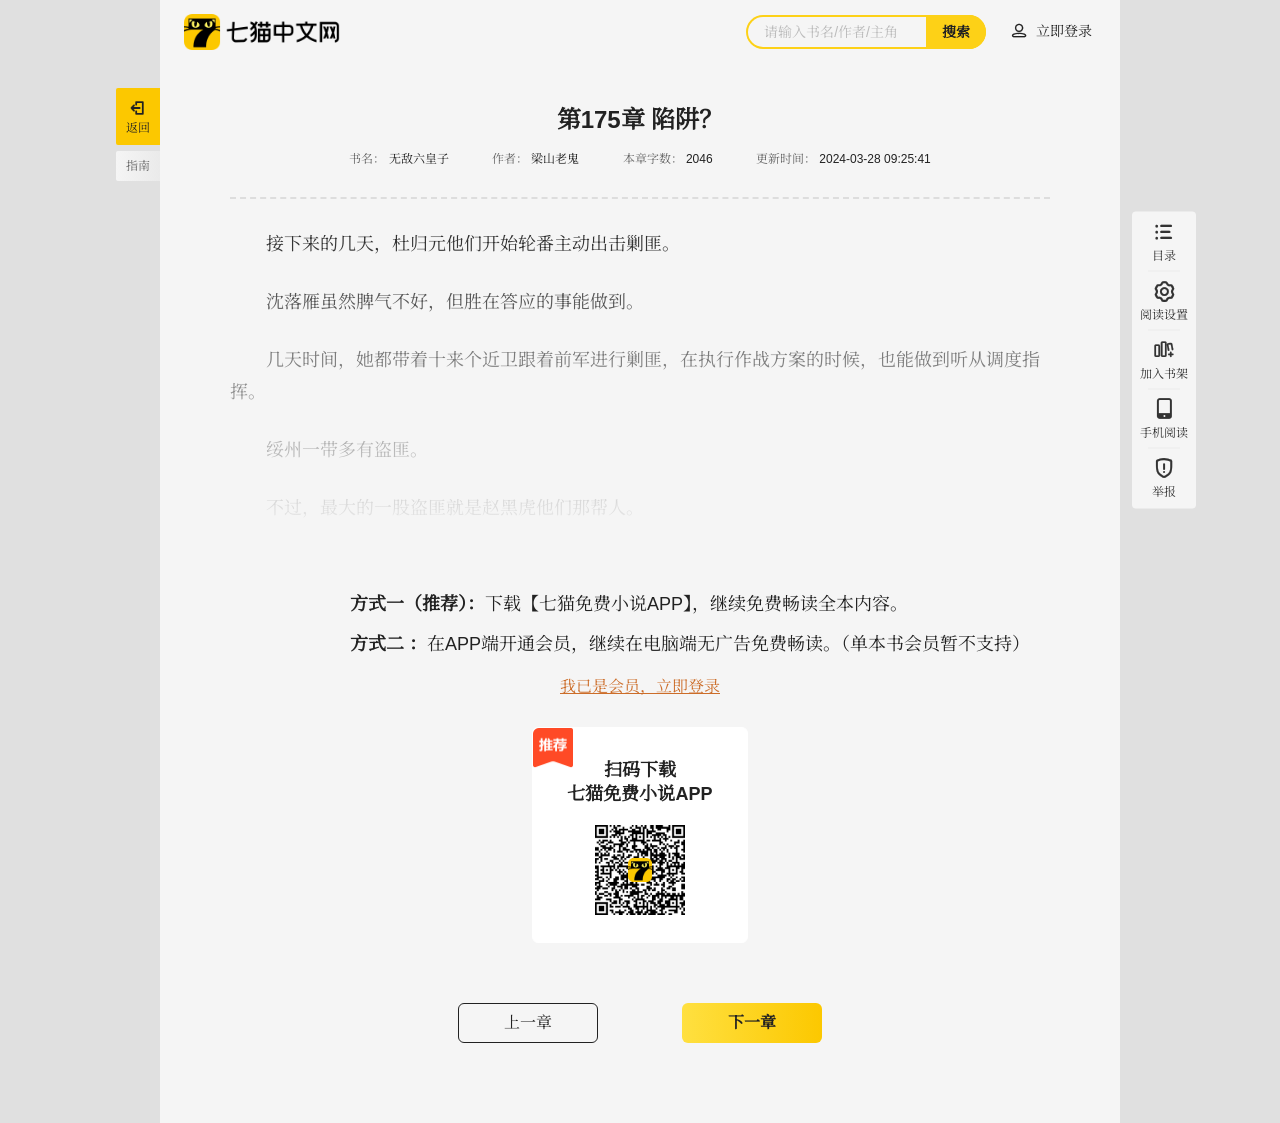 七猫中文网
请输入书名/作者/主角
搜索
立即登录
返回
指南
第175章 陷阱？
书名： 无敌六皇子 作者： 梁山老鬼 本章字数： 2046 更新时间： 2024-03-28 09:25:41
接下来的几天，杜归元他们开始轮番主动出击剿匪。
沈落雁虽然脾气不好，但胜在答应的事能做到。
几天时间，她都带着十来个近卫跟着前军进行剿匪，在执行作战方案的时候，也能做到听从调度指
挥。
绥州一带多有盗匪。
不过，最大的一股盗匪就是赵黑虎他们那帮人。
目录
阅读设置
加入书架
手机阅读
举报
方式一（推荐）：下载【七猫免费小说APP】，继续免费畅读全本内容。
方式二 ：在APP端开通会员，继续在电脑端无广告免费畅读。（单本书会员暂不支持）
我已是会员，立即登录
推荐
扫码下载
七猫免费小说APP
上一章
下一章